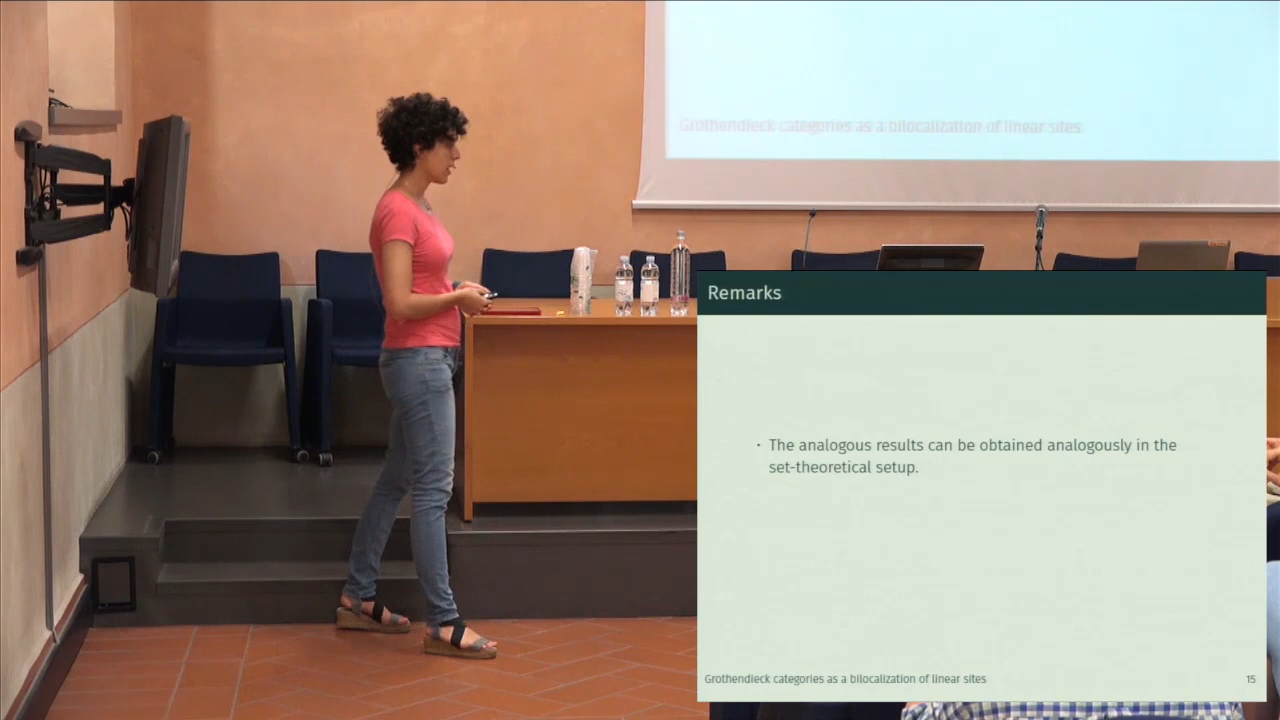 Grothendieck categories as a bilocalization of linear sites
Remarks
· The analogous results can be obtained analogously in the
set-theoretical setup.
Grothendieck categories as a bilocalization of linear sites 15